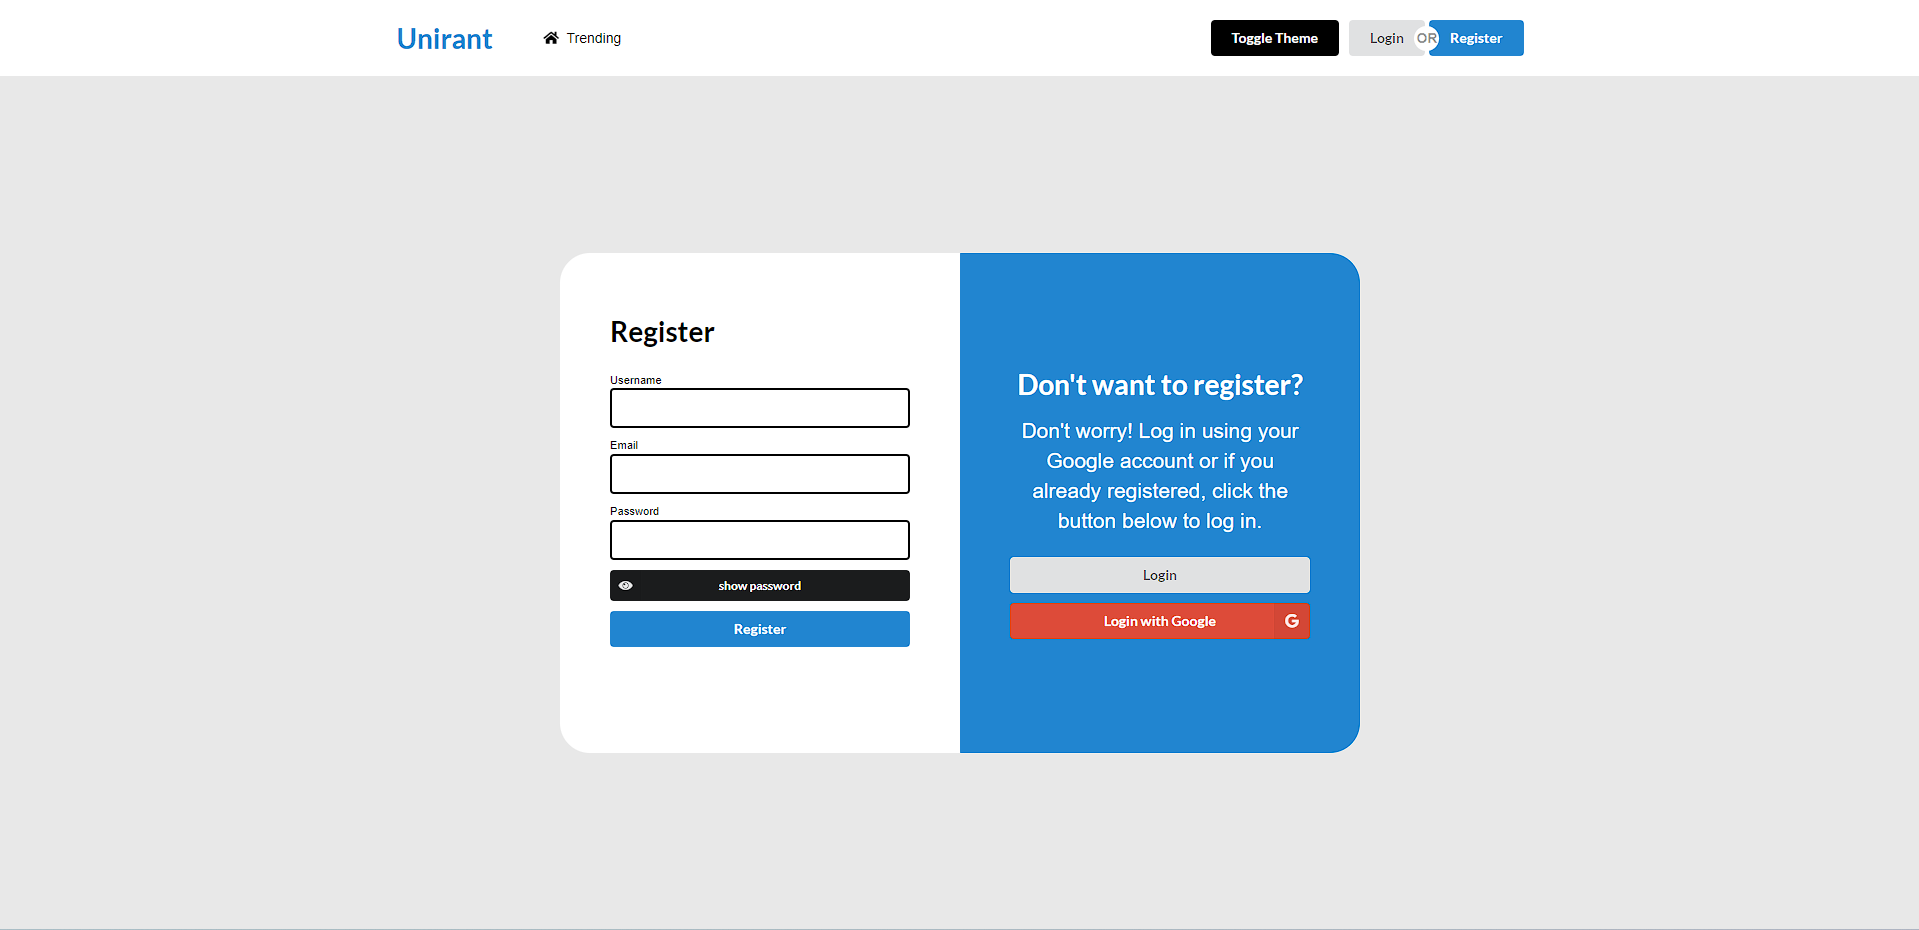 Unirant
Trending
Toggle Theme
Login
OR
Register
Register
Username
Email
Password
show password
Register
Don't want to register?
Don't worry! Log in using your
Google account or if you
already registered, click the
button below to log in.
Login
Login with Google